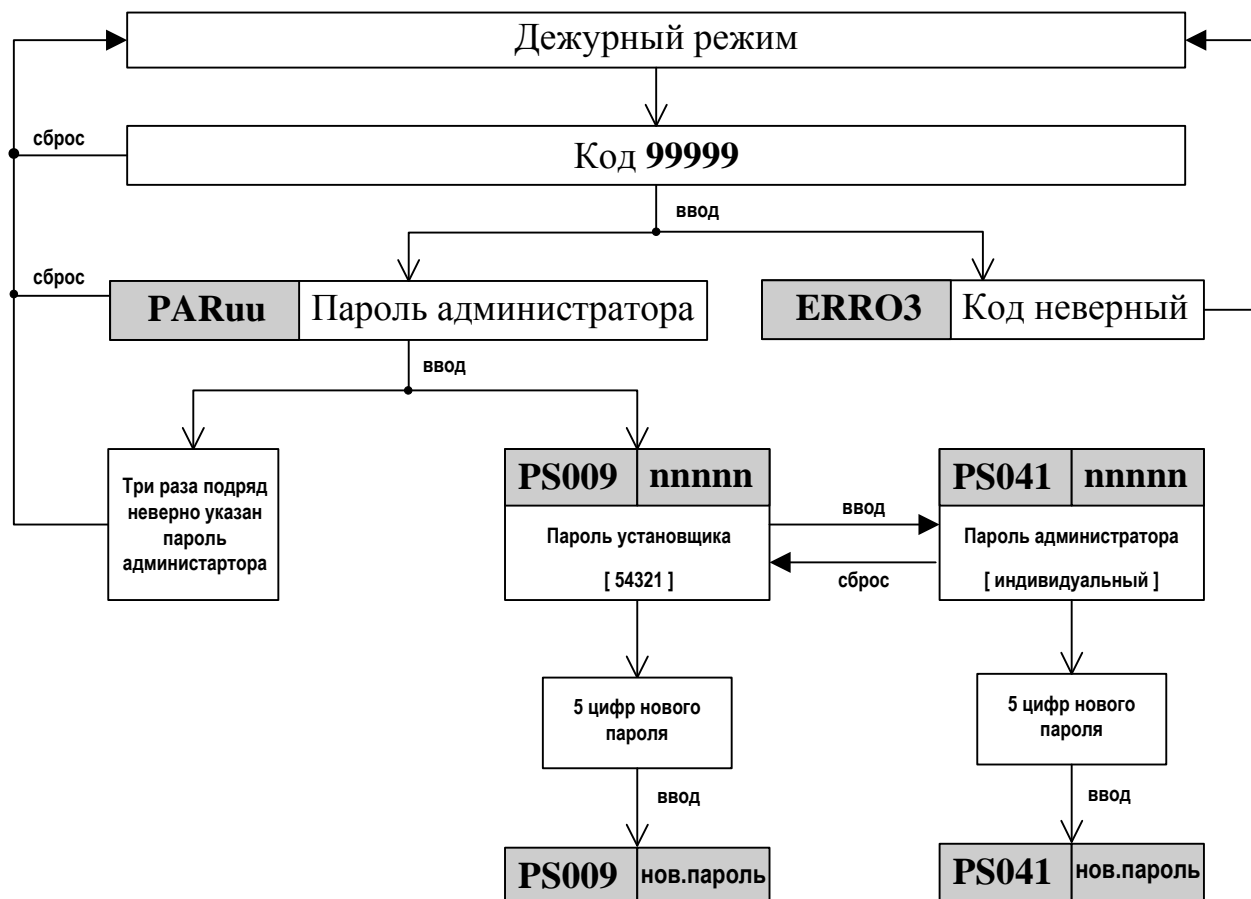 Дежурный режим
сброс
Код 99999
ввод
сброс
PARuu Пароль администратора
ERRO3 Код неверный
ввод
Три раза подряд
неверно указан
пароль
администартора
PS009 nnnnn
Пароль установщика
[ 54321 ]
ввод
сброс
PS041 nnnnn
Пароль администратора
[ индивидуальный ]
5 цифр нового
пароля
5 цифр нового
пароля
ввод
ввод
PS009 нов.пароль
PS041 нов.пароль